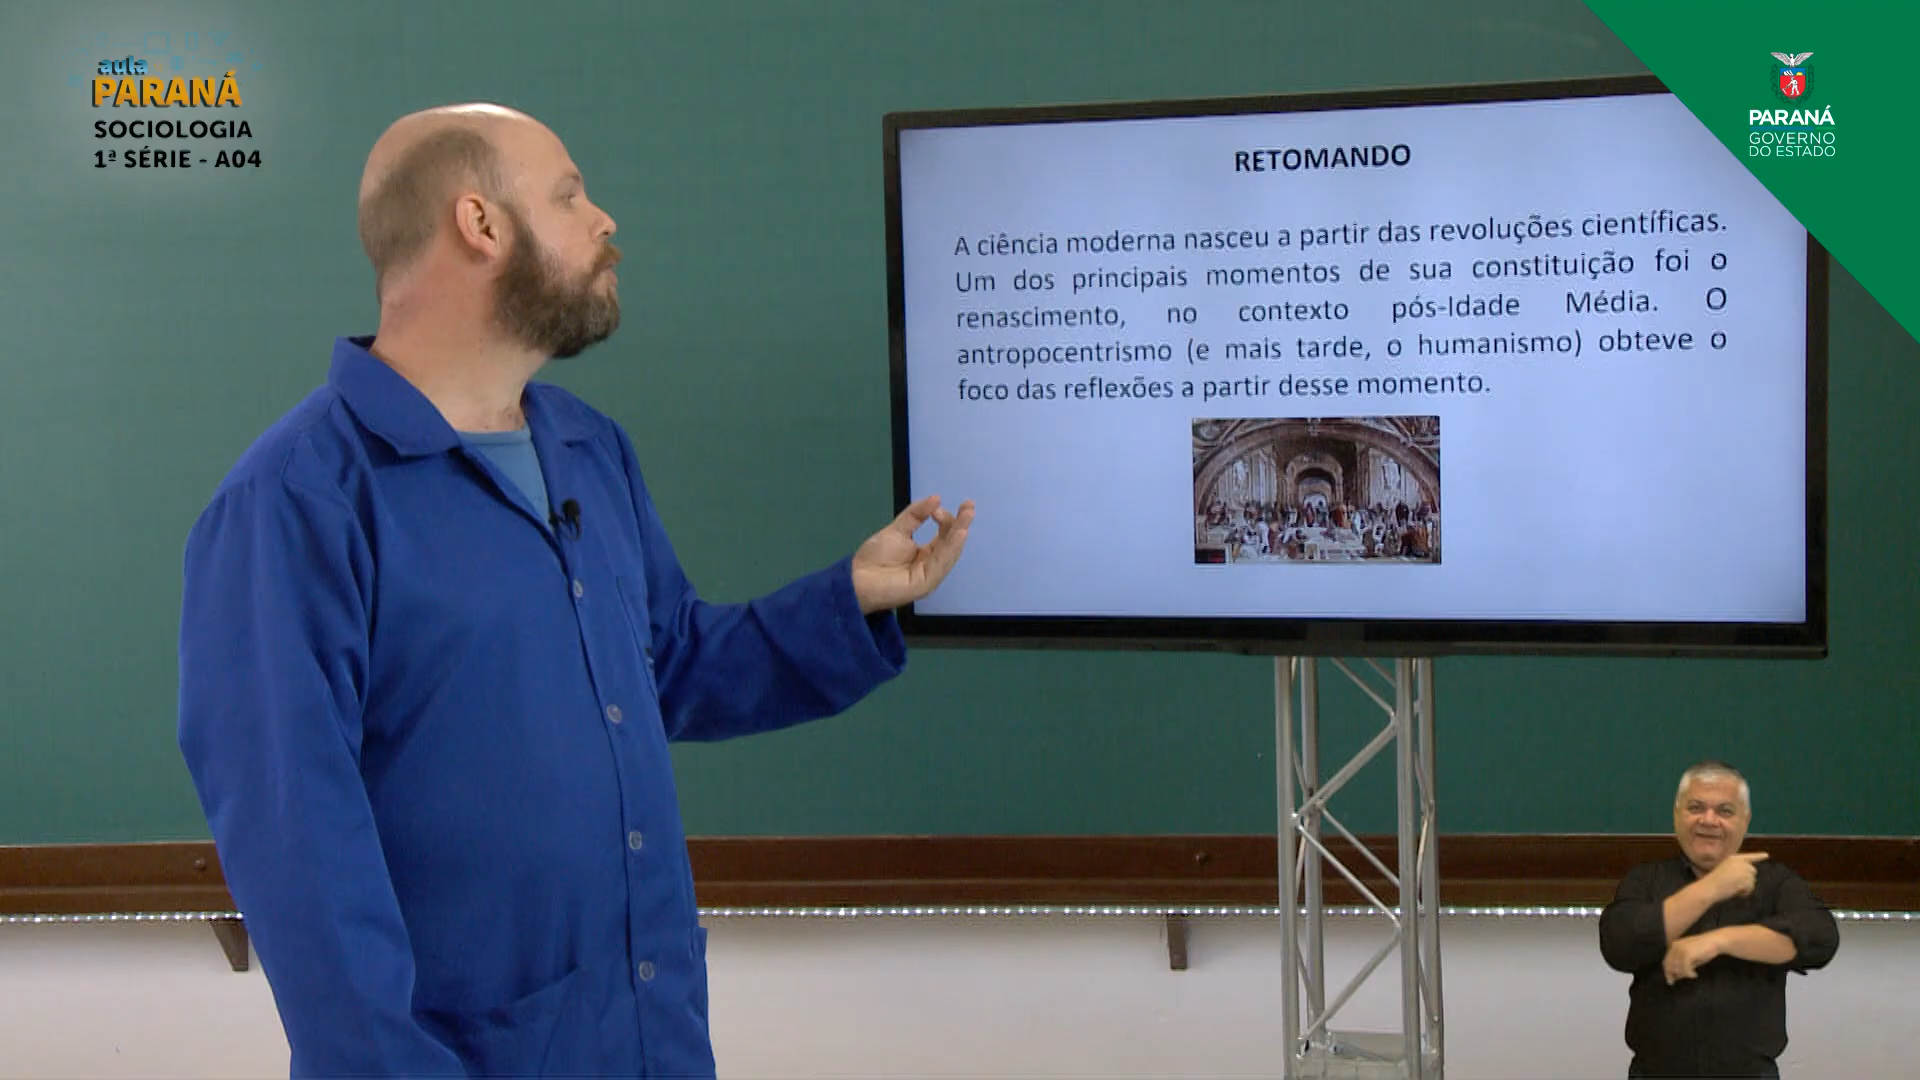 aula
PARANÁ
SOCIOLOGIA
1ª SÉRIE - A04
PARANÁ
GOVERNO
DO ESTADO
RETOMANDO
A ciência moderna nasceu a partir das revoluções científicas.
Um dos principais momentos de sua constituição foi o
renascimento, no contexto pós-Idade Média. O
antropocentrismo (e mais tarde, o humanismo) obteve o
foco das reflexões a partir desse momento.